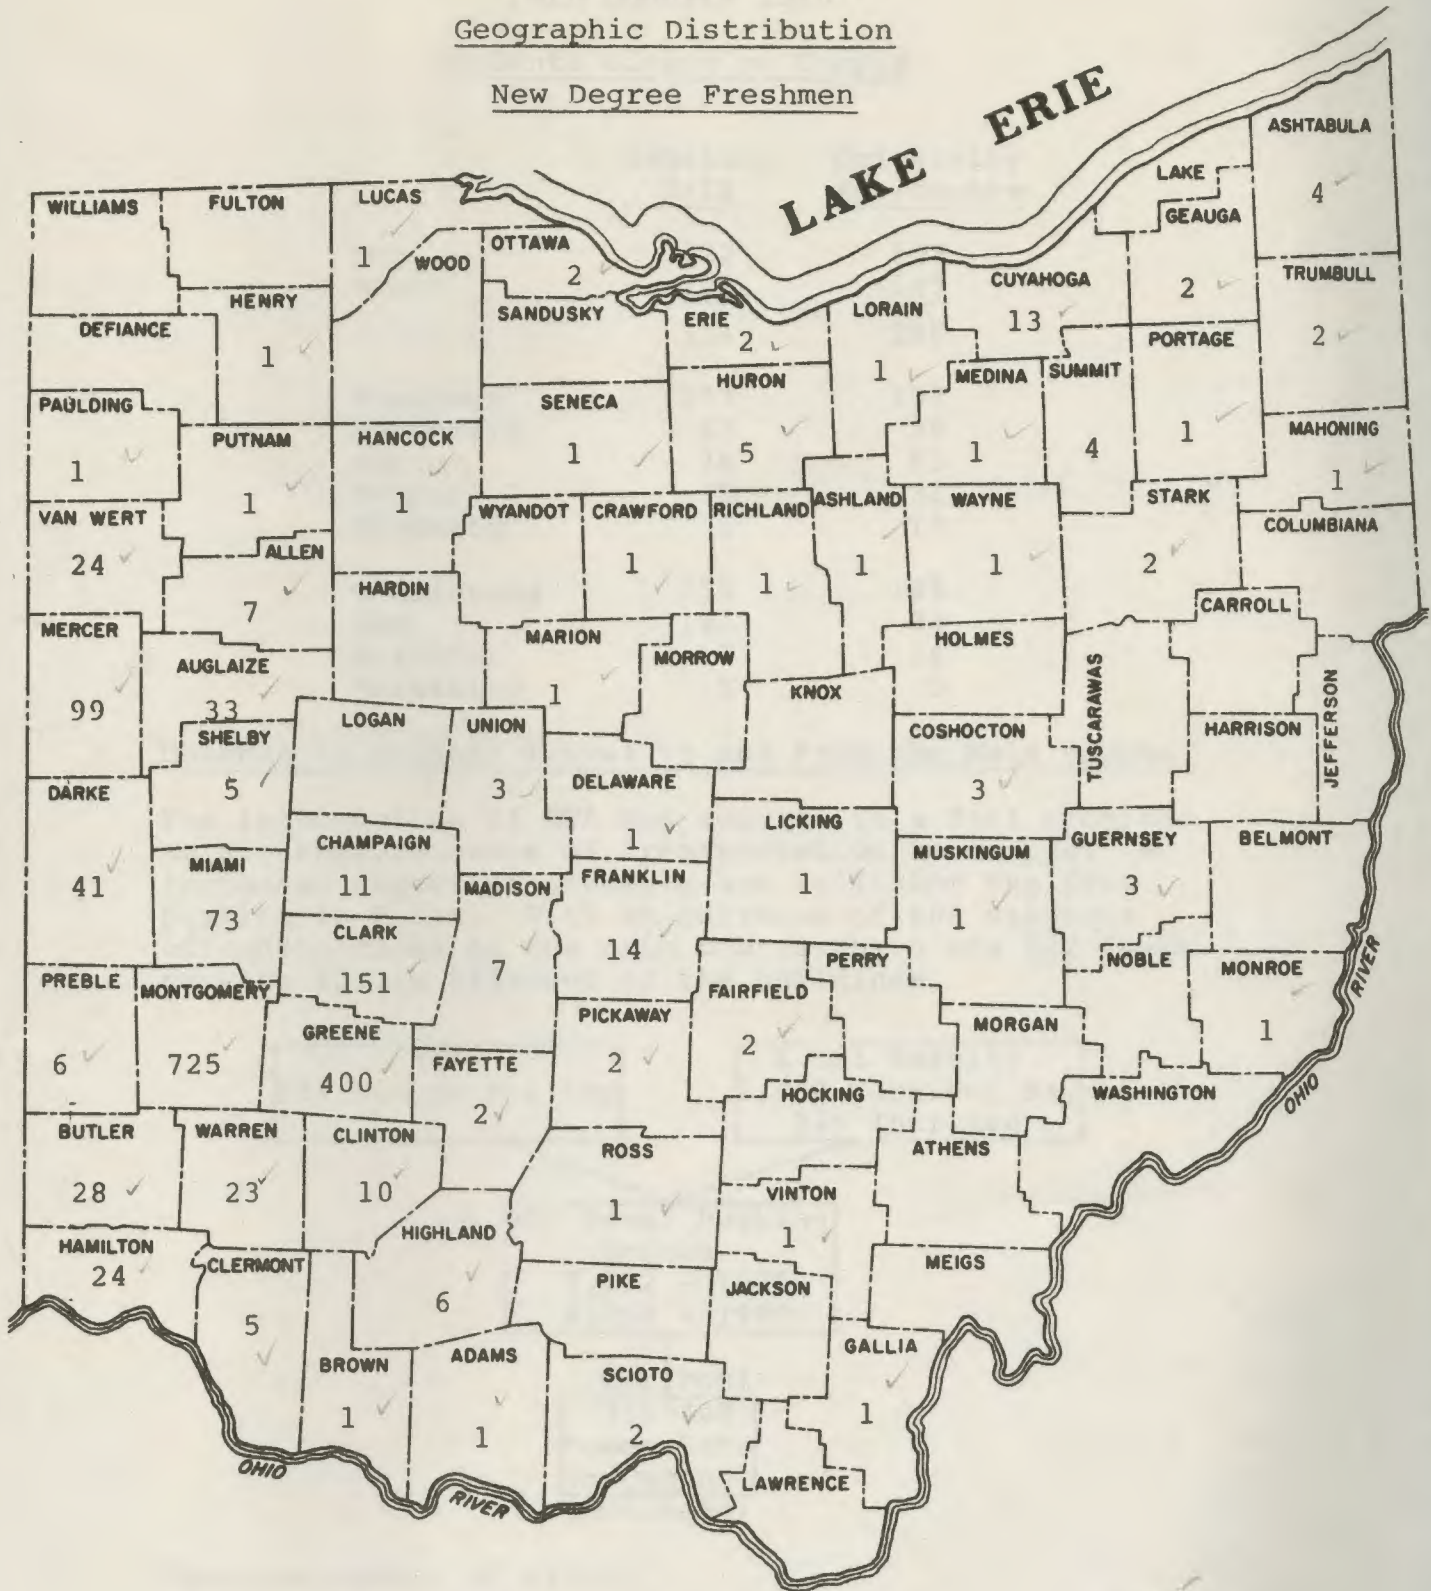 Geographic Distribution
New Degree Freshmen
LAKE ERIE
ASHTABULA
4
LAKE
GEAUGA
2
WILLIAMS
FULTON
LUCAS
1
WOOD
OTTAWA
2
CUYAHOGA
13
TRUMBULL
2
HENRY
1
DEFIANCE
SANDUSKY
ERIE
2
LORAIN
1
MEDINA
1
SUMMIT
4
PORTAGE
1
PAULDING
1
PUTNAM
1
HANCOCK
1
SENECA
1
HURON
5
MAHONING
1
VAN WERT
24
ALLEN
7
WYANDOT
CRAWFORD
1
RICHLAND
1
ASHLAND
1
WAYNE
1
STARK
2
COLUMBIANA
HARDIN
CARROLL
MERCER
99
AUGLAIZE
33
MARION
1
MORROW
HOLMES
TUSCARAWAS
JEFFERSON
SHELBY
5
LOGAN
UNION
3
KNOX
COSHOCTON
3
HARRISON
DARKE
41
DELAWARE
1
MIAMI
73
CHAMPAIGN
11
MADISON
7
FRANKLIN
14
LICKING
1
MUSKINGUM
1
GUERNSEY
3
BELMONT
CLARK
151
PREBLE
6
MONTGOMERY
725
GREENE
400
FAYETTE
2
PICKAWAY
2
FAIRFIELD
2
PERRY
MORGAN
NOBLE
MONROE
1
OHIO RIVER
HOCKING
WASHINGTON
BUTLER
28
WARREN
23
CLINTON
10
ROSS
1
VINTON
1
ATHENS
HIGHLAND
6
HAMILTON
24
CLERMONT
5
PIKE
JACKSON
MEIGS
BROWN
1
ADAMS
1
SCIOTO
2
GALLIA
1
LAWRENCE
OHIO RIVER